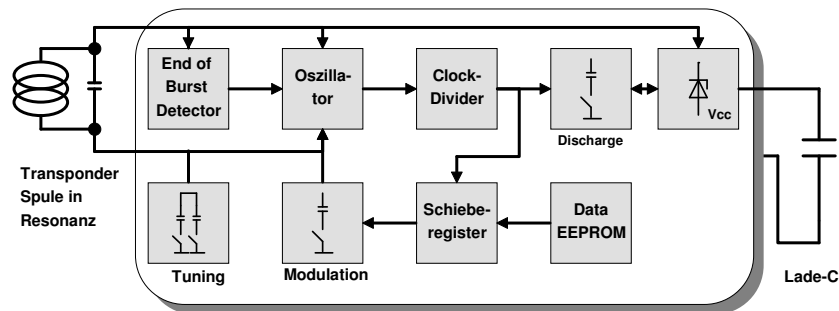 End of
Burst
Detector
Oszilla-
tor
Clock-
Divider
Discharge
Vcc
Transponder
Spule in
Resonanz
Tuning
Modulation
Schiebe-
register
Data
EEPROM
Lade-C